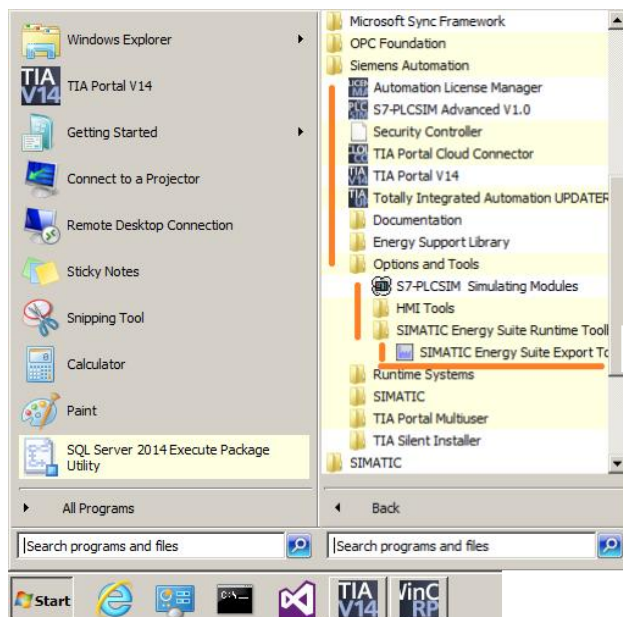 Windows Explorer
TIA
V14
TIA Portal V14
Getting Started
Connect to a Projector
Remote Desktop Connection
Sticky Notes
Snipping Tool
Calculator
Paint
SQL Server 2014 Execute Package
Utility
All Programs
Search programs and files
Microsoft Sync Framework
OPC Foundation
Siemens Automation
Automation License Manager
S7-PLCSIM Advanced V1.0
Security Controller
TIA Portal Cloud Connector
TIA Portal V14
Totally Integrated Automation UPDATER
Documentation
Energy Support Library
Options and Tools
S7-PLCSIM Simulating Modules
HMI Tools
SIMATIC Energy Suite Runtime Tooll
SIMATIC Energy Suite Export To
Runtime Systems
SIMATIC
TIA Portal Multiuser
TIA Silent Installer
SIMATIC
Back
Search programs and files
Start
C:\
TIA
V14
WinC
RP